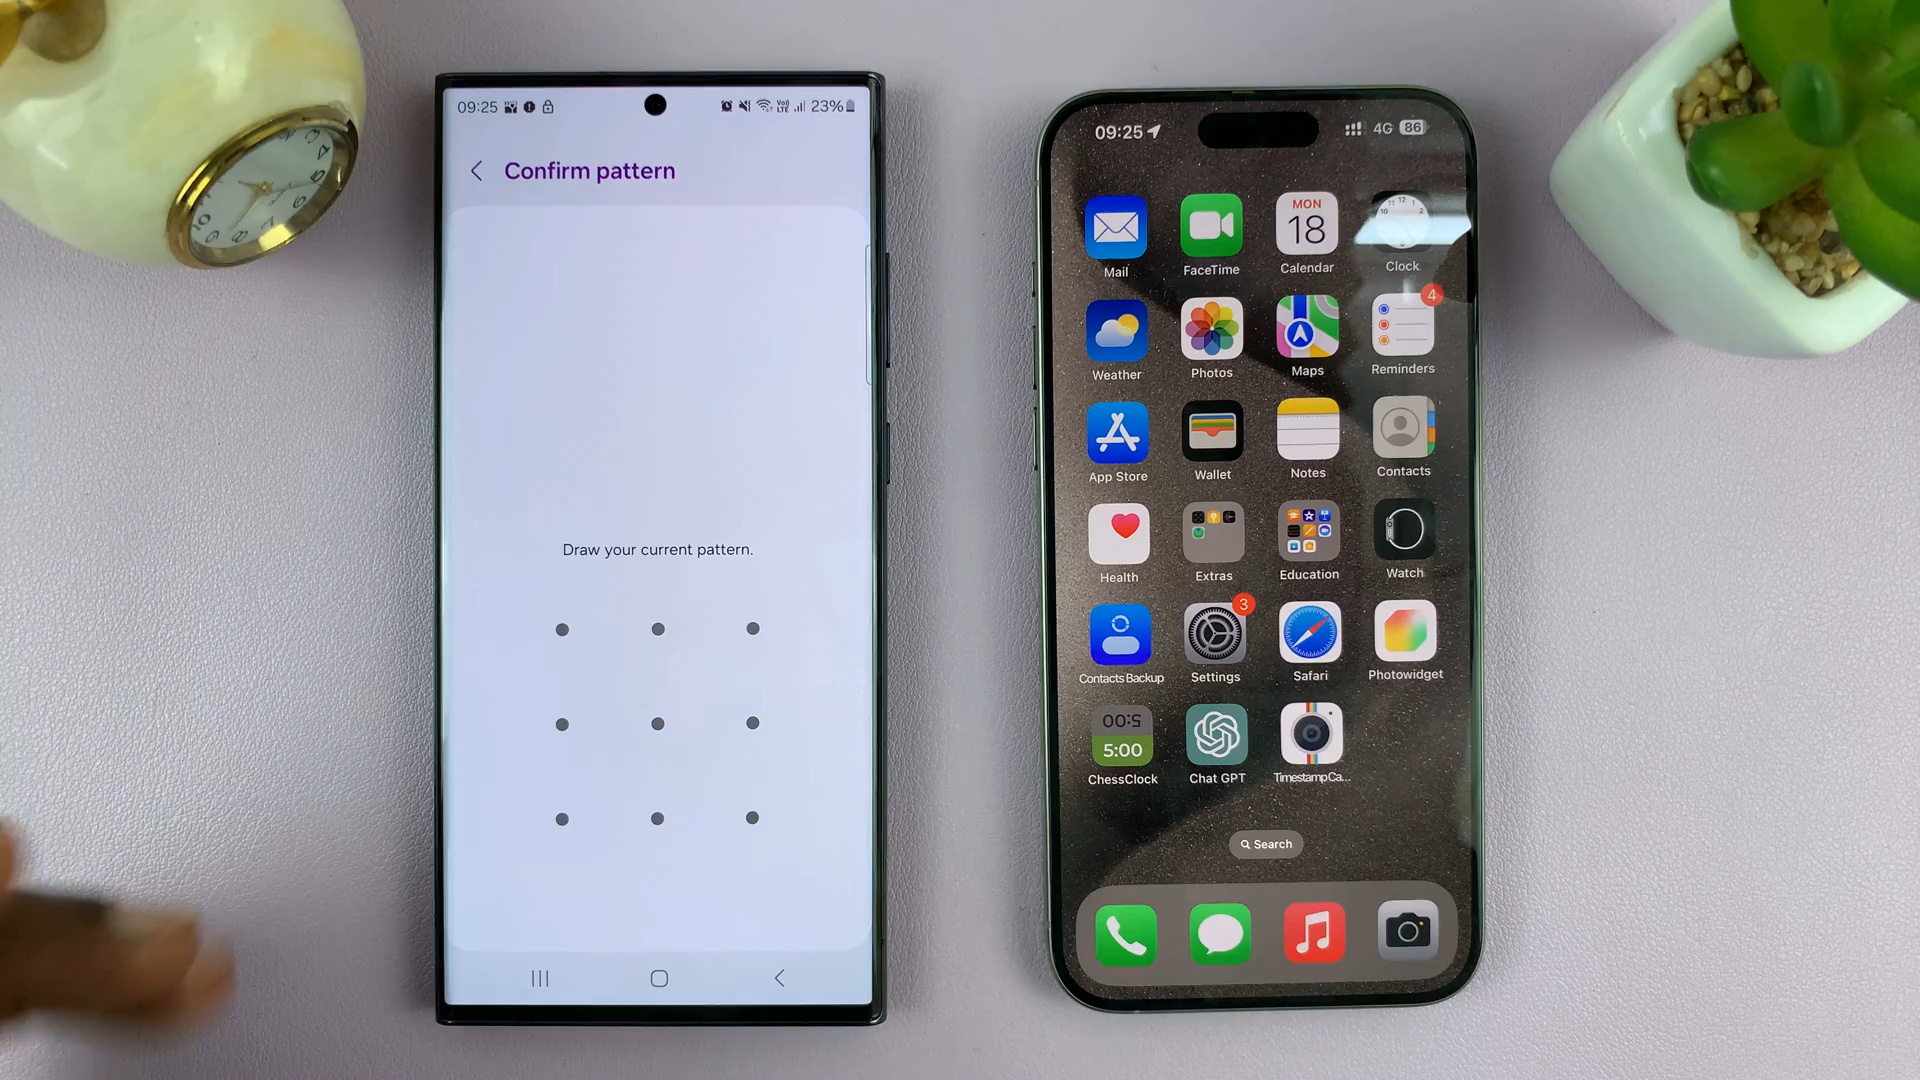 09:25
VoLTE
23%
Confirm pattern
Draw your current pattern.
09:25
4G
86
MON
18
Mail
FaceTime
Calendar
Clock
4
Weather
Photos
Maps
Reminders
App Store
Wallet
Notes
Contacts
Health
Extras
Education
Watch
3
Contacts Backup
Settings
Safari
Photowidget
5:00
5:00
ChessClock
Chat GPT
TimestampCa...
Search